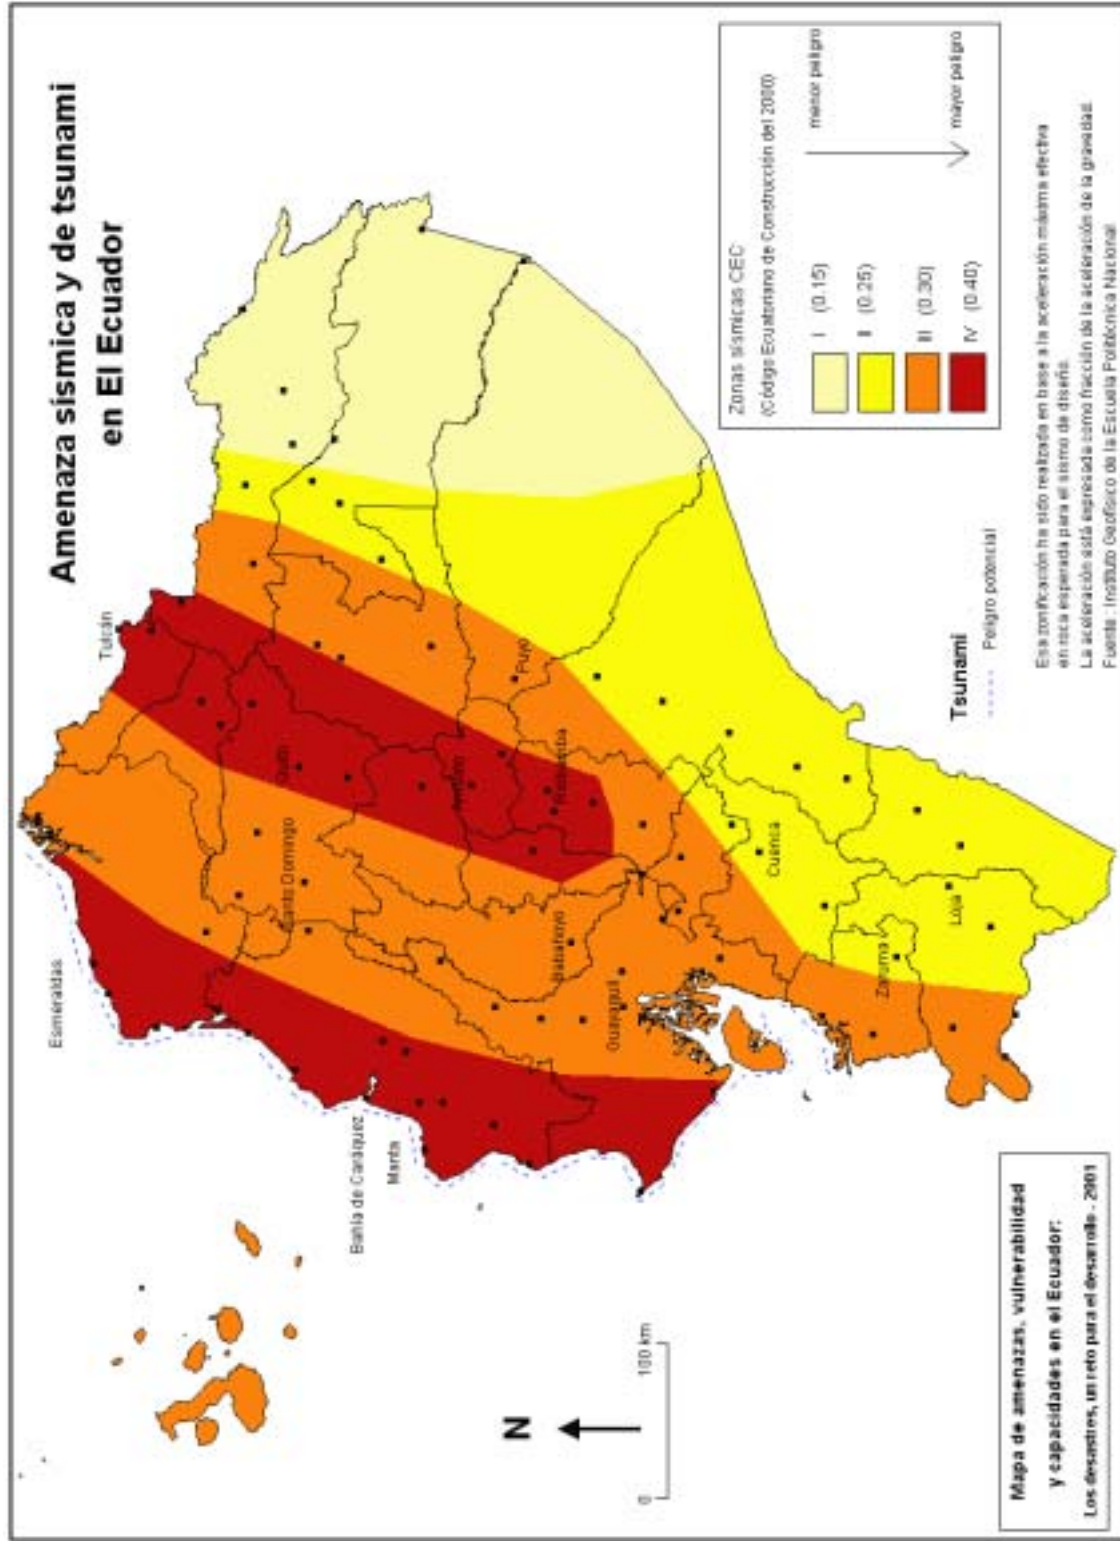 Amenaza sísmica y de tsunami
en El Ecuador
Tulcán
Esmeraldas
Quito
Santo Domingo
Bahía de Caráquez
Manta
Ambato
Puyo
Riobamba
Babahoyo
Guayaquil
Cuenca
Zaruma
Loja
Zonas sísmicas CEC
(Código Ecuatoriano de Construcción del 2000)
I (0.15)
II (0.25)
III (0.30)
IV (0.40)
menor peligro
mayor peligro
N
0 100 km
Tsunami
Peligro potencial
Esa zonificación ha sido realizada en base a la aceleración máxima efectiva
en roca esperada para el sismo de diseño.
La aceleración está expresada como fracción de la aceleración de la gravedad.
Fuente : Instituto Geofísico de la Escuela Politécnica Nacional
Mapa de amenazas, vulnerabilidad
y capacidades en el Ecuador:
Los desastres, un reto para el desarrollo - 2001